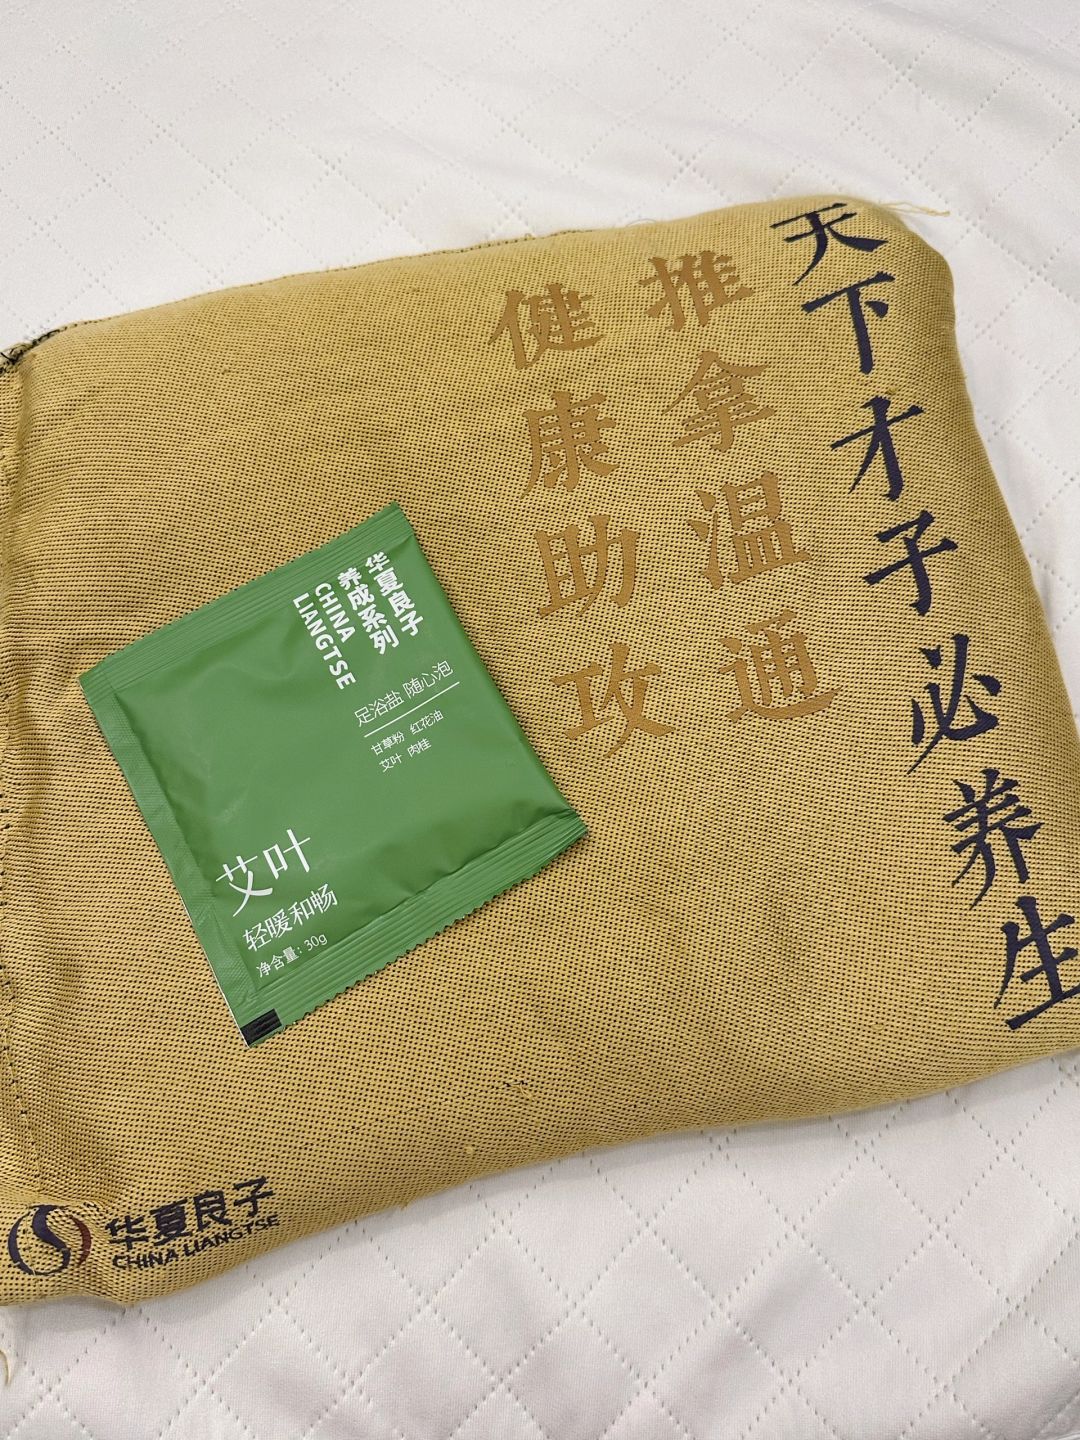 天下才子必养生
推拿温通
健康助攻
华夏良子
养成系列
CHINA
LIANGTSE
足浴盐 随心泡
甘草粉 红花油
艾叶 肉桂
艾叶
轻暖和畅
净含量：30g
华夏良子
CHINA LIANGTSE